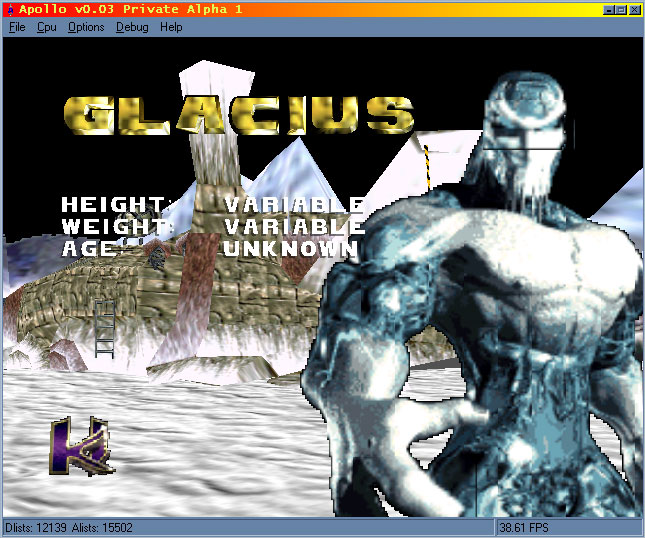 Apollo v0.03 Private Alpha 1
File Cpu Options Debug Help
GLACIUS
HEIGHT: VARIABLE
WEIGHT: VARIABLE
AGE: UNKNOWN
K
Dlists: 12139 Alists: 15502
38.61 FPS